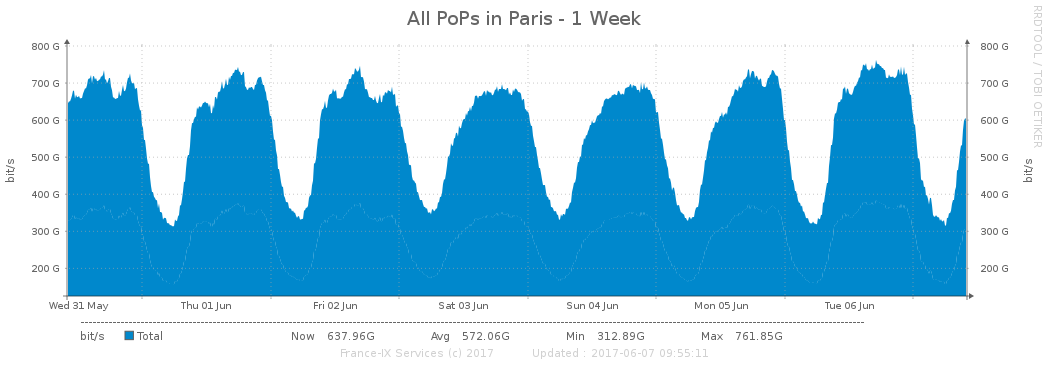 All PoPs in Paris - 1 Week
RRDTOOL / TOBI OETIKER
800 G 800 G
700 G 700 G
600 G 600 G
500 G 500 G
400 G 400 G
300 G 300 G
200 G 200 G
bit/s bit/s
Wed 31 May Thu 01 Jun Fri 02 Jun Sat 03 Jun Sun 04 Jun Mon 05 Jun Tue 06 Jun
bit/s Total Now 637.96G Avg 572.06G Min 312.89G Max 761.85G
France-IX Services (c) 2017 Updated : 2017-06-07 09:55:11